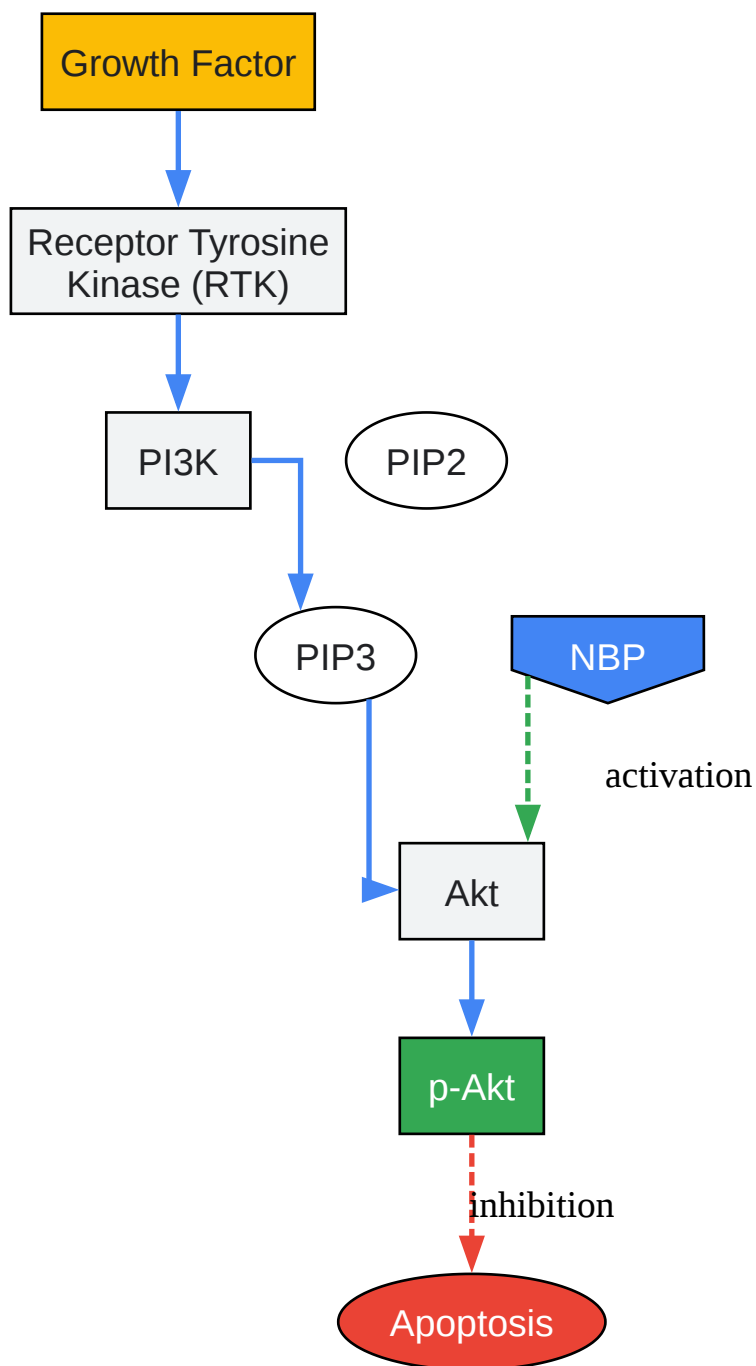 Growth Factor
Receptor Tyrosine
Kinase (RTK)
PI3K
PIP2
PIP3
NBP
activation
Akt
p-Akt
inhibition
Apoptosis